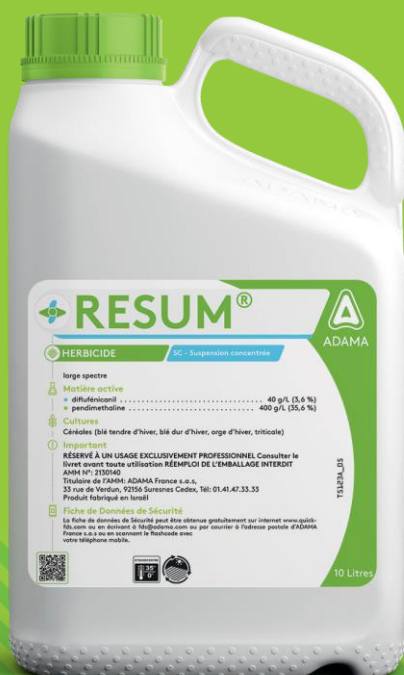 RESUM®
ADAMA
HERBICIDE
SC - Suspension concentrée
large spectre
Matière active
diflufénicanil ........................ 40 g/L (3,6 %)
pendimethaline ........................ 400 g/L (35,6 %)
Cultures
Céréales (blé tendre d'hiver, blé dur d'hiver, orge d'hiver, triticale)
Important
RÉSERVÉ À UN USAGE EXCLUSIVEMENT PROFESSIONNEL Consulter le
livret avant toute utilisation RÉEMPLOI DE L'EMBALLAGE INTERDIT
AMM N°: 2130140
Titulaire de l'AMM: ADAMA France s.a.s,
33 rue de Verdun, 92156 Suresnes Cedex, Tél: 01.41.47.33.33
Produit fabriqué en Israël
Fiche de Données de Sécurité
La fiche de données de Sécurité peut être obtenue gratuitement sur internet www.quick-
fds.com ou en écrivant à fds@adama.com ou par courrier à l'adresse postale d'ADAMA
France s.a.s ou en scannant le flashcode avec
votre téléphone mobile.
35°
0°
10 Litres